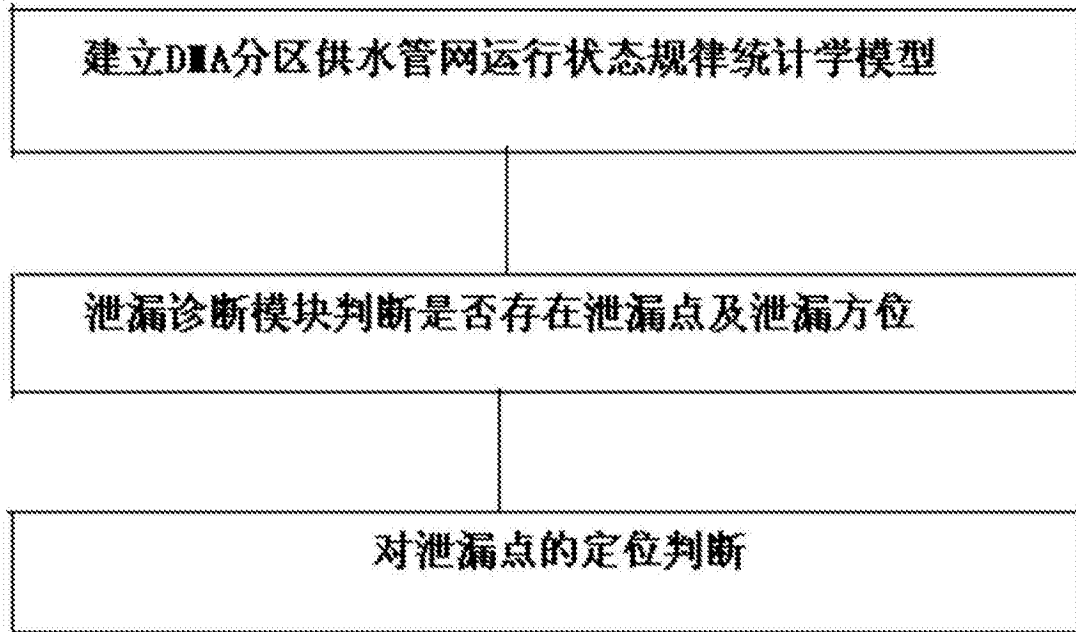 建立DMA分区供水管网运行状态规律统计学模型
泄漏诊断模块判断是否存在泄漏点及泄漏方位
对泄漏点的定位判断